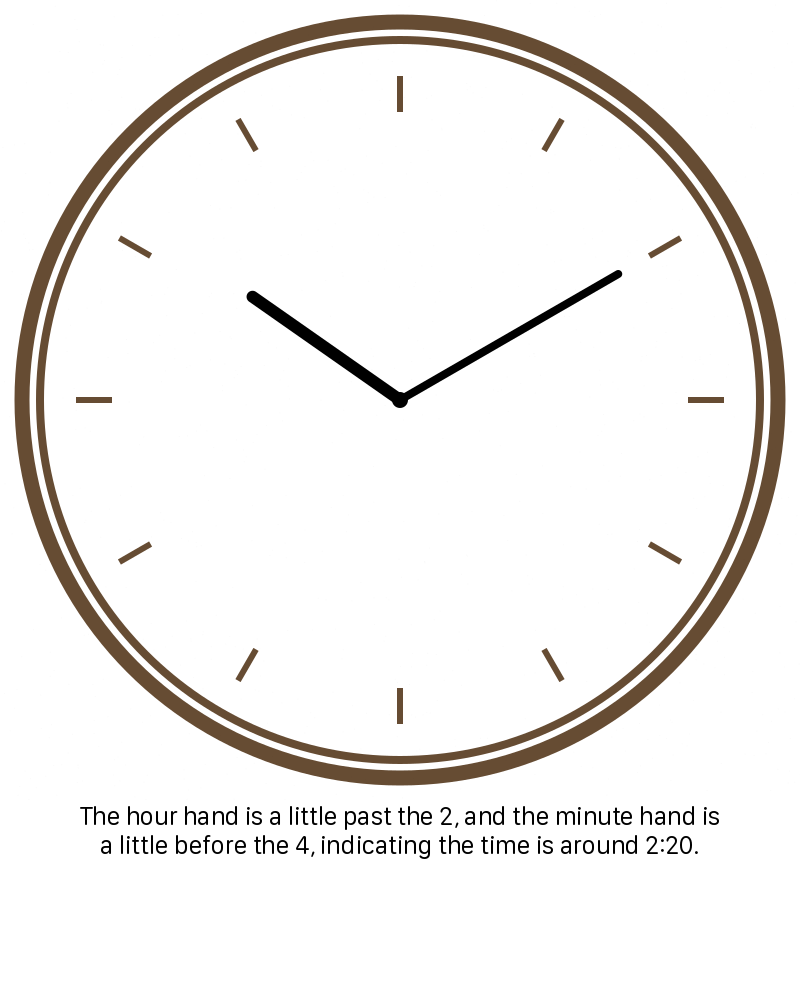 The hour hand is a little past the 2, and the minute hand is
a little before the 4, indicating the time is around 2:20.